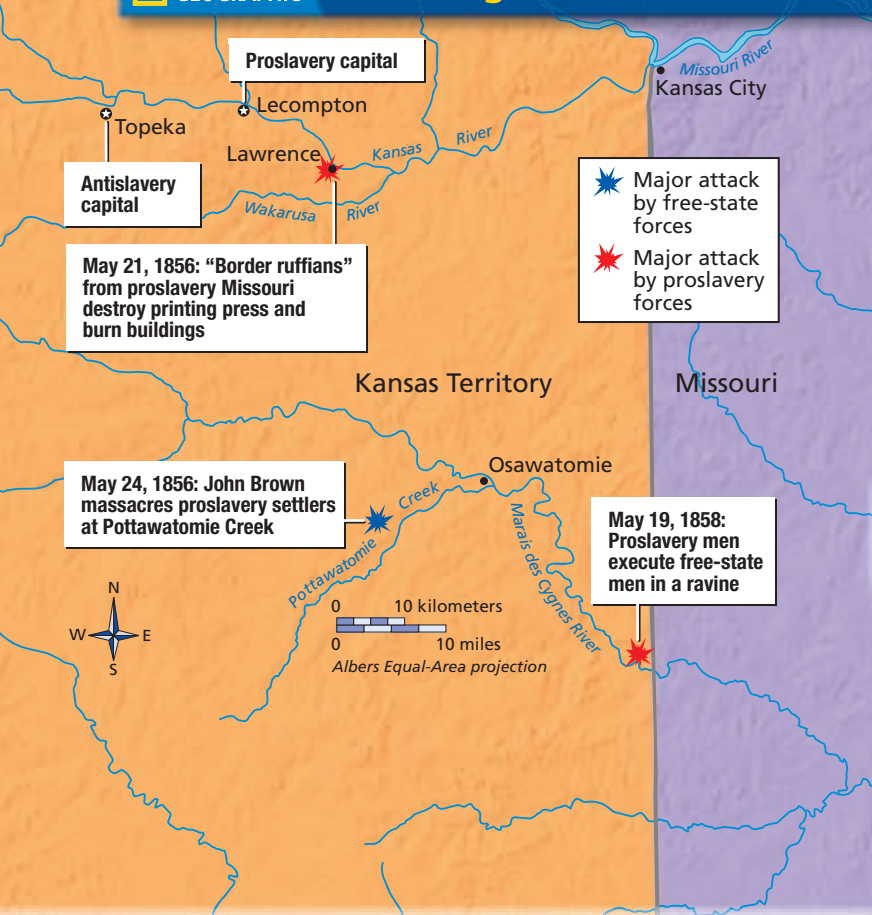 Proslavery capital
Missouri River
Kansas City
Lecompton
Topeka
Lawrence
Kansas River
Antislavery
capital
Wakarusa River
Major attack
by free-state
forces
Major attack
by proslavery
forces
May 21, 1856: “Border ruffians”
from proslavery Missouri
destroy printing press and
burn buildings
Kansas Territory
Missouri
Osawatomie
May 24, 1856: John Brown
massacres proslavery settlers
at Pottawatomie Creek
Pottawatomie Creek
Marais des Cygnes River
May 19, 1858:
Proslavery men
execute free-state
men in a ravine
N
W E
S
0 10 kilometers
0 10 miles
Albers Equal-Area projection